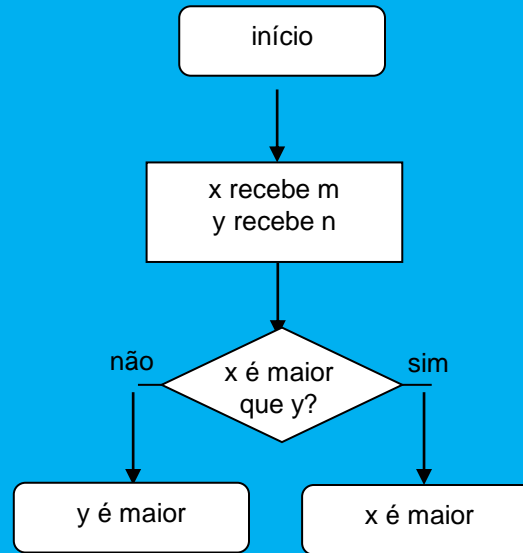 início
x recebe m
y recebe n
não
sim
x é maior
que y?
y é maior
x é maior